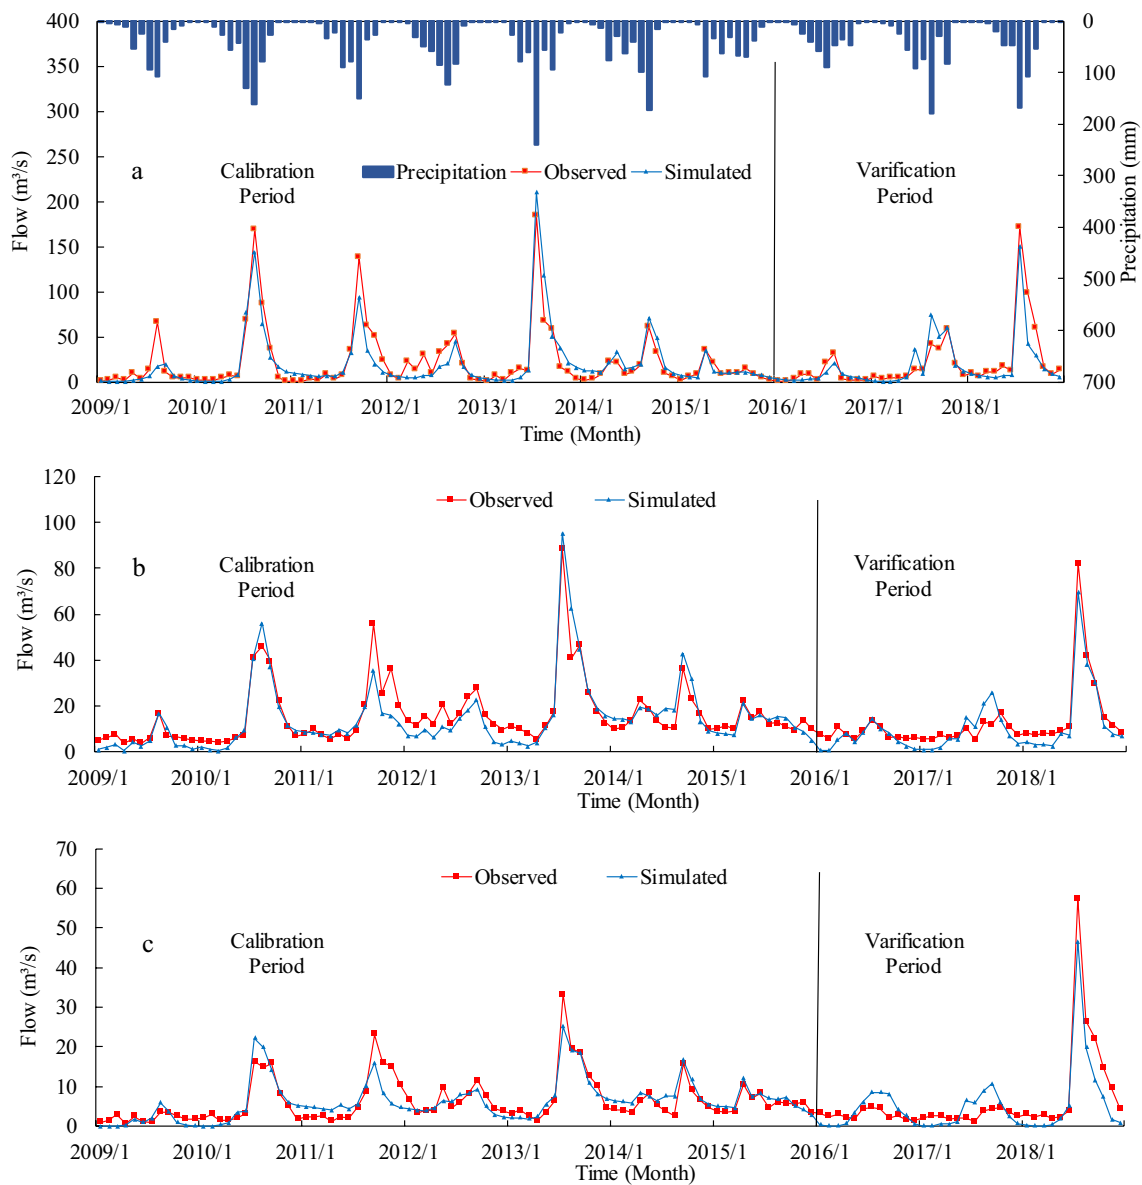 400
350
300
250
200
150
100
50
0
Flow (m³/s)
0
100
200
300
400
500
600
700
Precipitation (mm)
a
Calibration
Period
Precipitation
Observed
Simulated
Varification
Period
2009/1 2010/1 2011/1 2012/1 2013/1 2014/1 2015/1 2016/1 2017/1 2018/1
Time (Month)
120
100
80
60
40
20
0
Flow (m³/s)
b
Observed
Simulated
Calibration
Period
Varification
Period
2009/1 2010/1 2011/1 2012/1 2013/1 2014/1 2015/1 2016/1 2017/1 2018/1
Time (Month)
70
60
50
40
30
20
10
0
Flow (m³/s)
c
Observed
Simulated
Calibration
Period
Varification
Period
2009/1 2010/1 2011/1 2012/1 2013/1 2014/1 2015/1 2016/1 2017/1 2018/1
Time (Month)